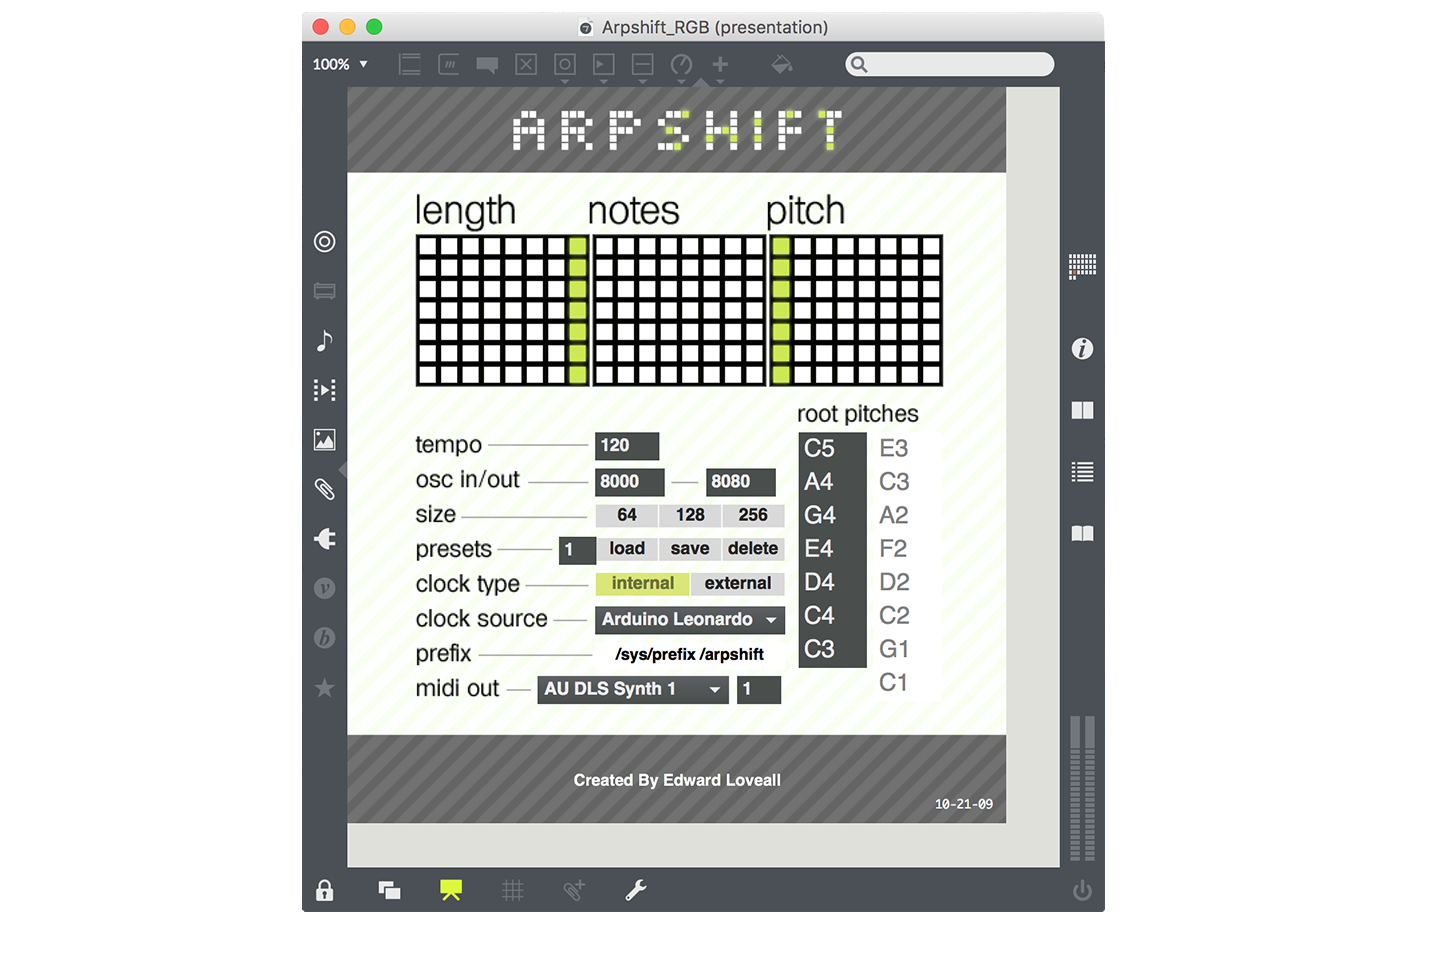 Arpshift_RGB (presentation)
100%
m
ARPSHIFT
length notes pitch
root pitches
tempo 120
osc in/out 8000 8080
size 64 128 256
presets 1 load save delete
clock type internal external
clock source Arduino Leonardo
prefix /sys/prefix /arpshift
midi out AU DLS Synth 1 1
C5 E3
A4 C3
G4 A2
E4 F2
D4 D2
C4 C2
C3 G1
C1
i
v
b
Created By Edward Loveall
10-21-09